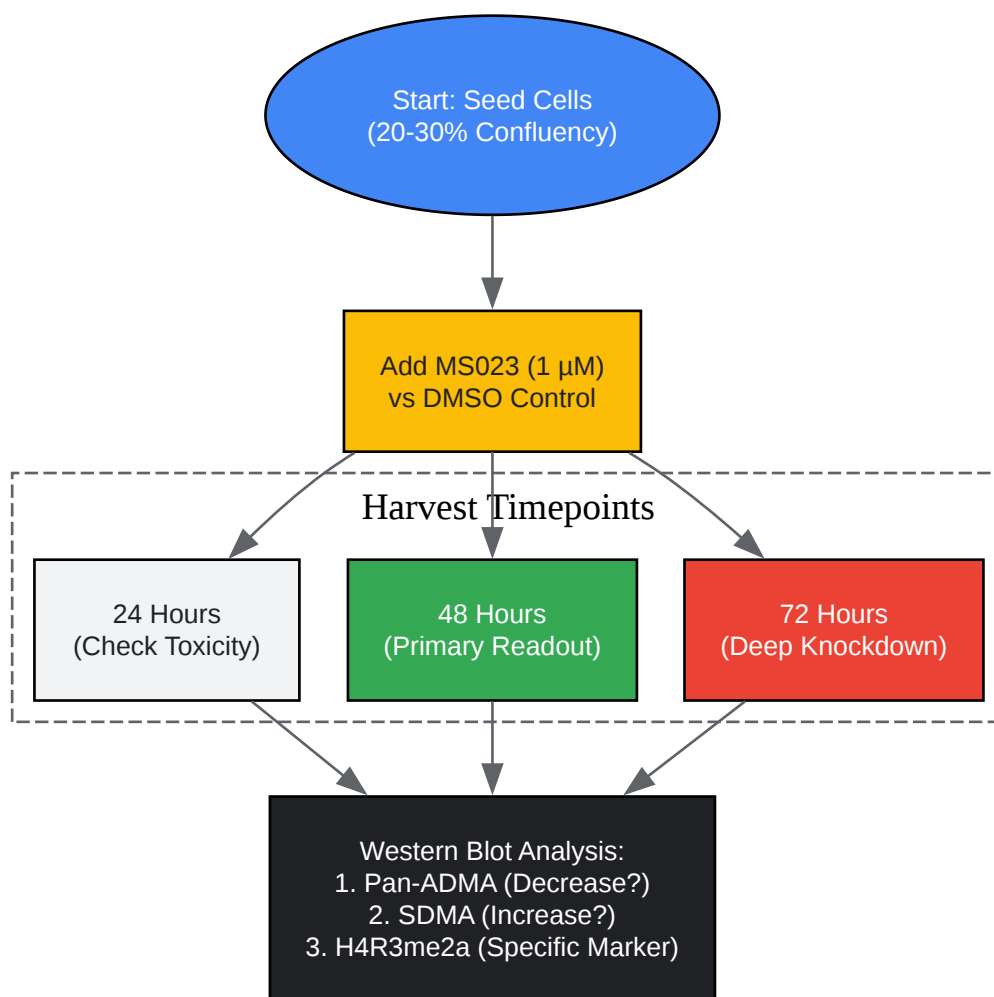 Start: Seed Cells
(20-30% Confluency)
Add MS023 (1 µM)
vs DMSO Control
Harvest Timepoints
24 Hours
(Check Toxicity)
48 Hours
(Primary Readout)
72 Hours
(Deep Knockdown)
Western Blot Analysis:
1. Pan-ADMA (Decrease?)
2. SDMA (Increase?)
3. H4R3me2a (Specific Marker)